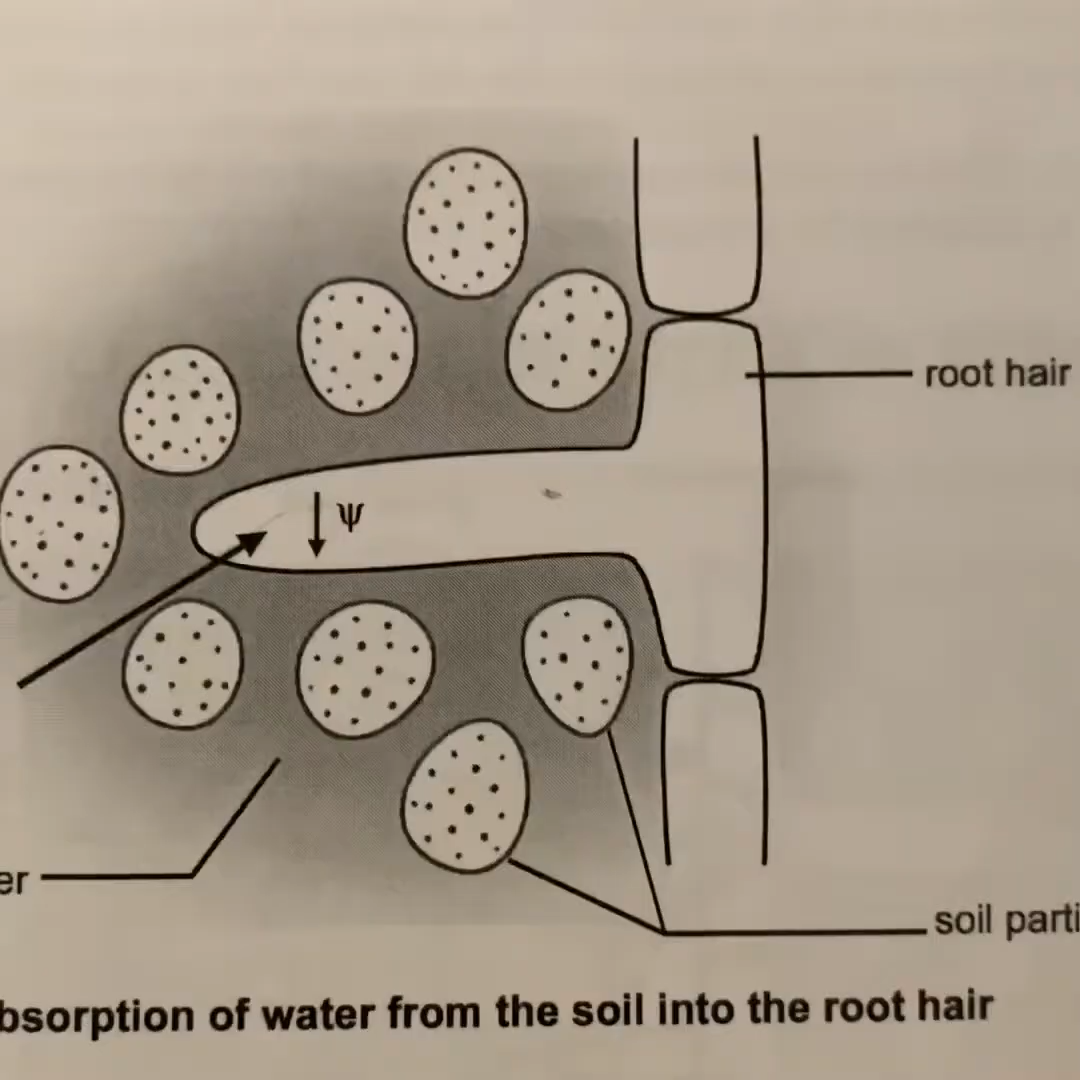 ψ
root hair
er
soil parti
bsorption of water from the soil into the root hair